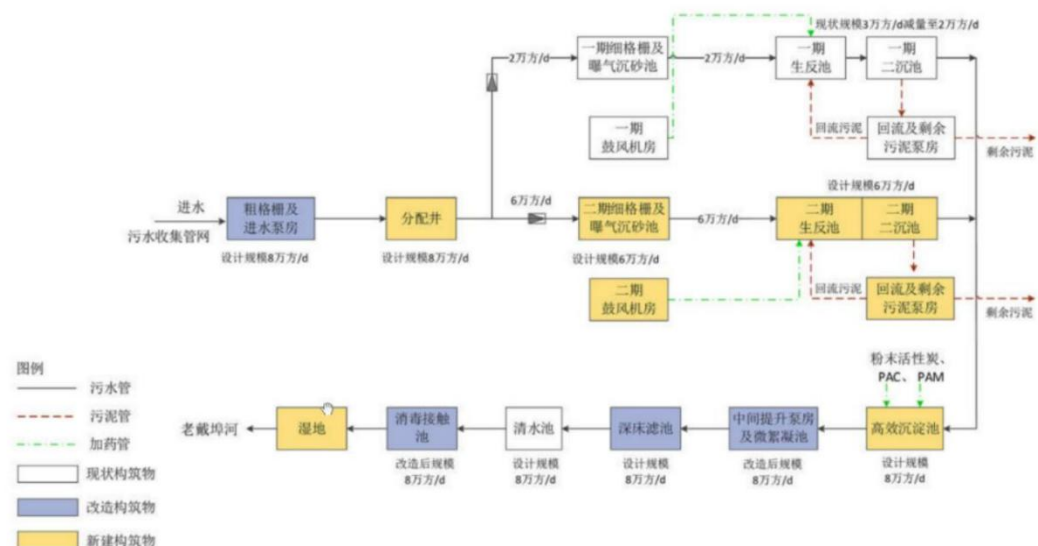 现状规模3万方/d减量至2万方/d
2万方/d
一期细格栅及
曝气沉砂池
2万方/d
一期
生反池
一期
二沉池
一期
鼓风机房
回流污泥
回流及剩余
污泥泵房
剩余污泥
设计规模6万方/d
进水
污水收集管网
粗格栅及
进水泵房
设计规模8万方/d
分配井
设计规模8万方/d
6万方/d
二期细格栅及
曝气沉砂池
设计规模6万方/d
6万方/d
二期
生反池
二期
二沉池
二期
鼓风机房
回流污泥
回流及剩余
污泥泵房
剩余污泥
粉末活性炭、
PAC、 PAM
图例
污水管
污泥管
加药管
现状构筑物
改造构筑物
新建构筑物
老戴埠河
湿地
消毒接触
池
改造后规模
8万方/d
清水池
设计规模
8万方/d
深床滤池
设计规模
8万方/d
中间提升泵房
及微絮凝池
改造后规模
8万方/d
高效沉淀池
设计规模
8万方/d